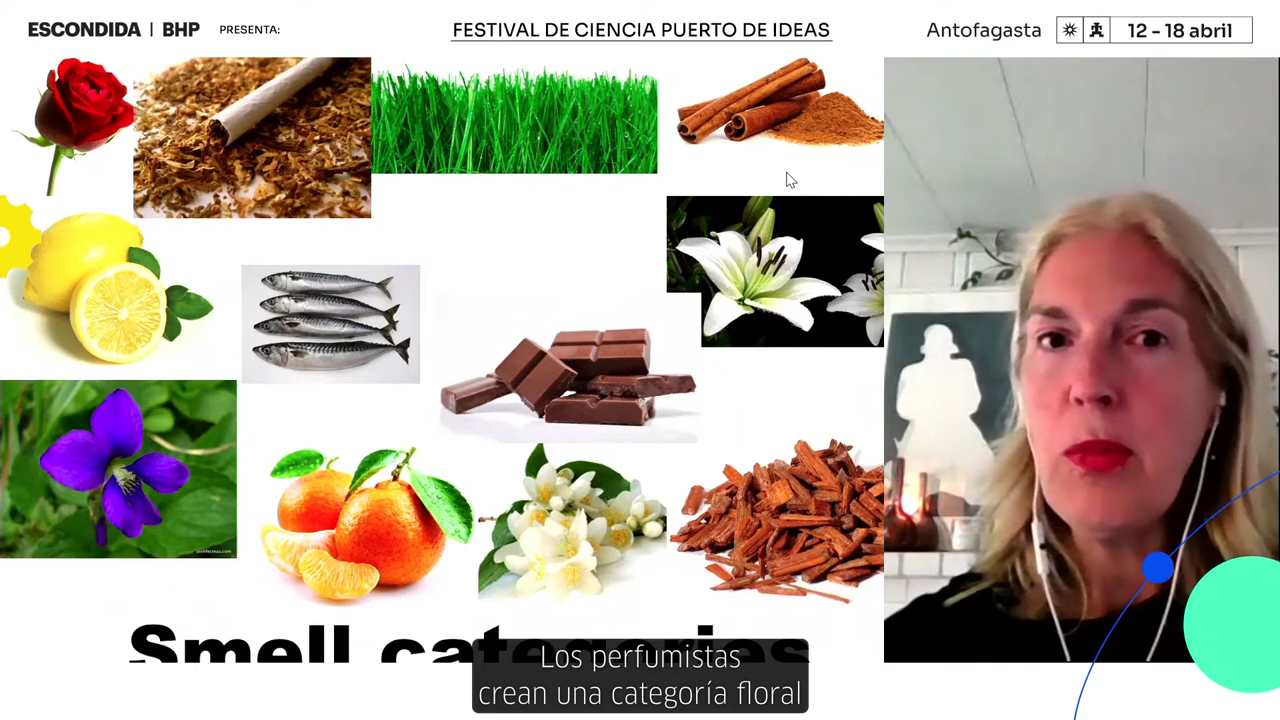 ESCONDIDA | BHP PRESENTA:
FESTIVAL DE CIENCIA PUERTO DE IDEAS
Antofagasta 12 – 18 abril
Smell categories
Los perfumistas
crean una categoría floral